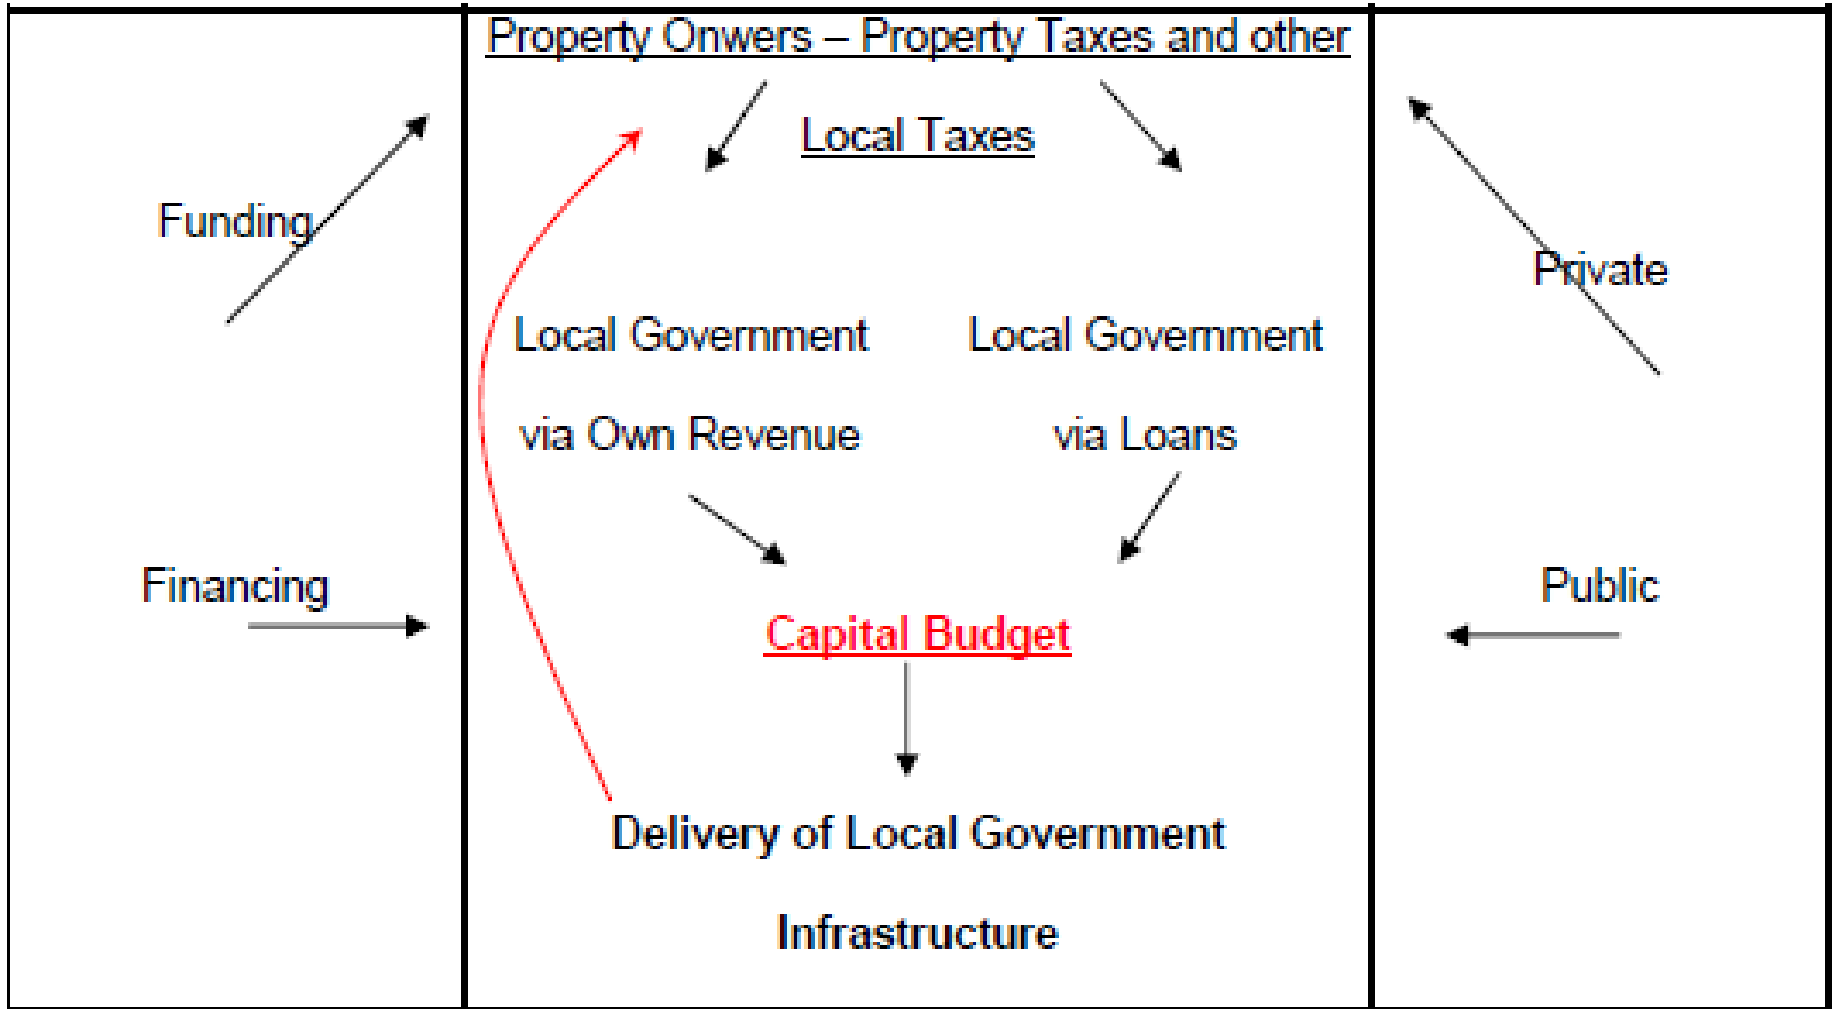 Property Onwers – Property Taxes and other
Local Taxes
Funding
Private
Local Government
Local Government
via Own Revenue
via Loans
Financing
Public
Capital Budget
Delivery of Local Government
Infrastructure